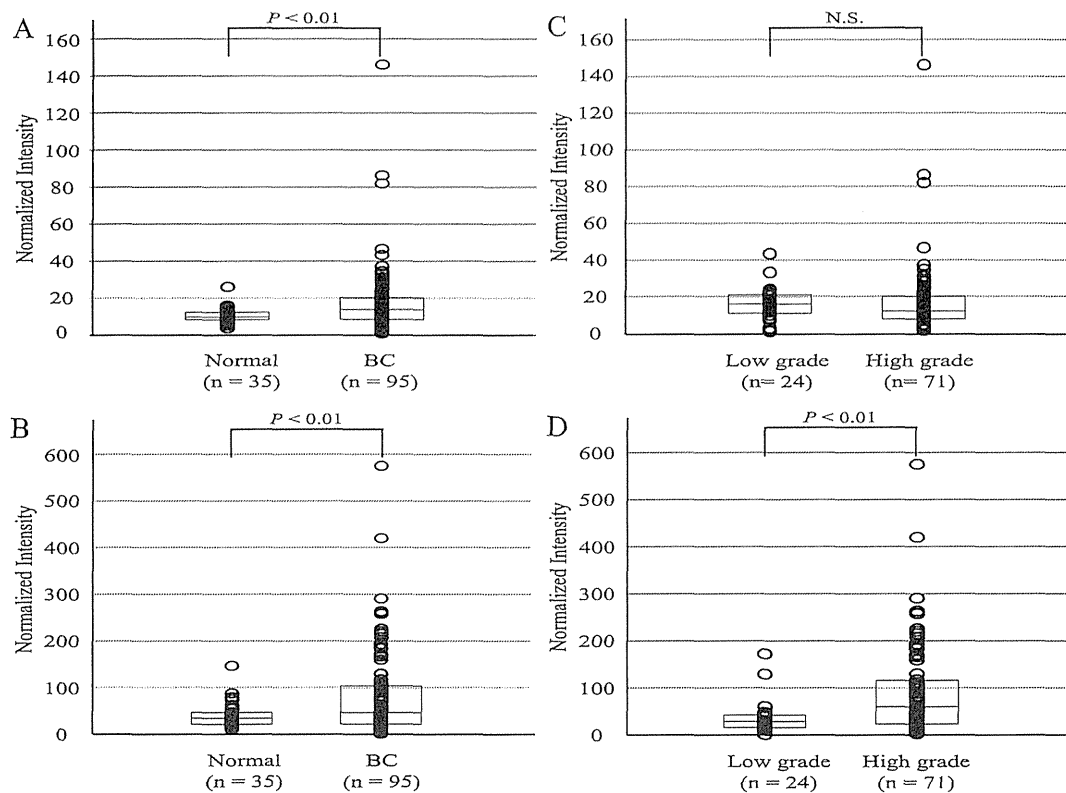 A
P < 0.01
Normalized Intensity
160
140
120
100
80
60
40
20
0
Normal
(n = 35)
BC
(n = 95)
C
N.S.
Normalized Intensity
160
140
120
100
80
60
40
20
0
Low grade
(n= 24)
High grade
(n= 71)
B
P < 0.01
Normalized Intensity
600
500
400
300
200
100
0
Normal
(n = 35)
BC
(n = 95)
D
P < 0.01
Normalized Intensity
600
500
400
300
200
100
0
Low grade
(n = 24)
High grade
(n = 71)